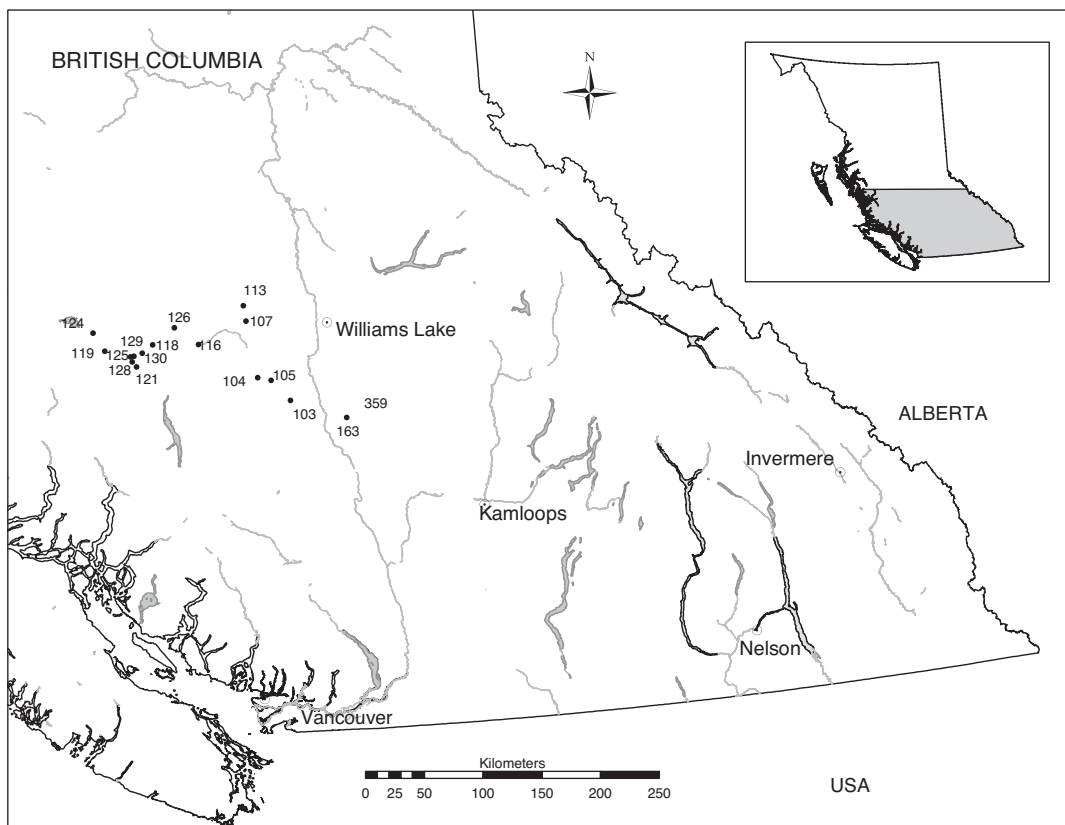 BRITISH COLUMBIA
N
113
107
126
124
Williams Lake
129
118
116
119
125
130
128
121
104
105
103
359
163
ALBERTA
Invermere
Kamloops
Nelson
Vancouver
Kilometers
0 25 50 100 150 200 250
USA